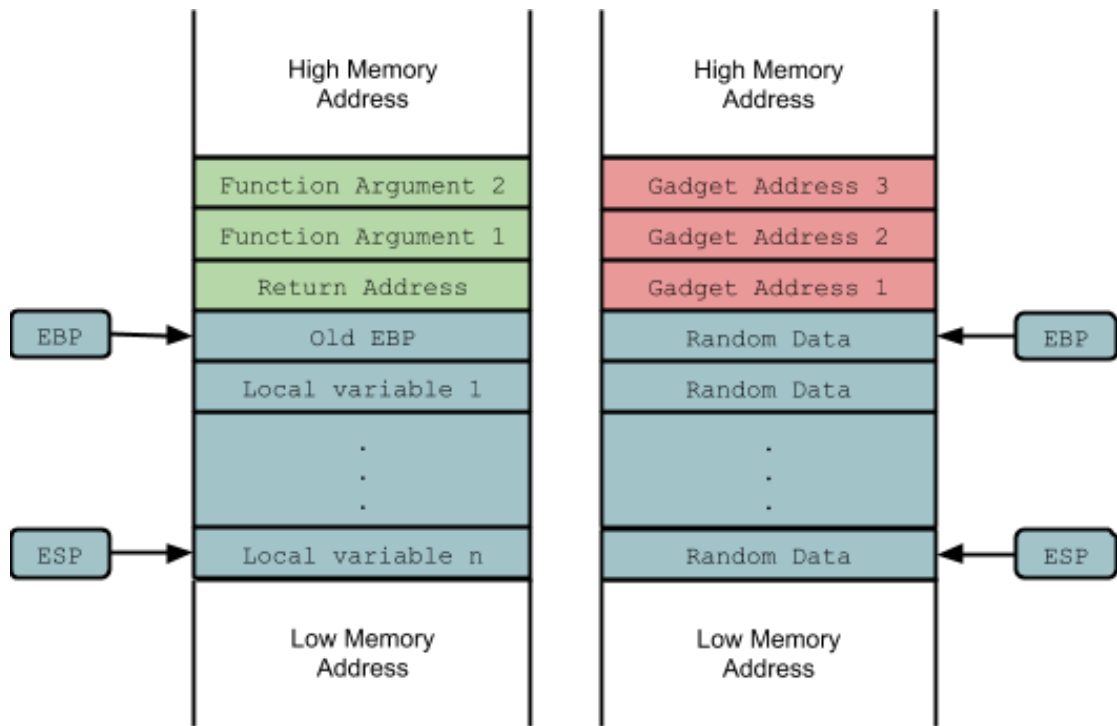 High Memory
Address
Function Argument 2
Function Argument 1
Return Address
EBP
Old EBP
Local variable 1
.
.
.
ESP
Local variable n
Low Memory
Address
High Memory
Address
Gadget Address 3
Gadget Address 2
Gadget Address 1
Random Data
EBP
Random Data
.
.
.
Random Data
ESP
Low Memory
Address